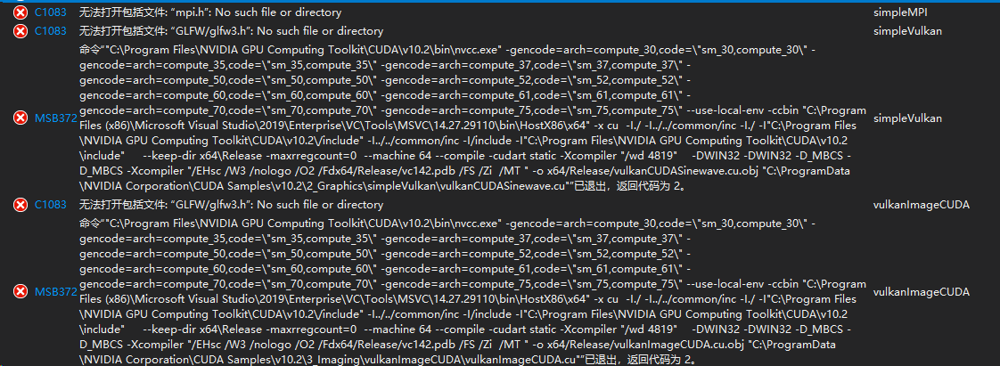 C1083 无法打开包括文件: “mpi.h”: No such file or directory simpleMPI
C1083 无法打开包括文件: “GLFW/glfw3.h”: No such file or directory simpleVulkan
命令“"C:\Program Files\NVIDIA GPU Computing Toolkit\CUDA\v10.2\bin\nvcc.exe" -gencode=arch=compute_30,code=\"sm_30,compute_30\" -
gencode=arch=compute_35,code=\"sm_35,compute_35\" -gencode=arch=compute_37,code=\"sm_37,compute_37\" -
gencode=arch=compute_50,code=\"sm_50,compute_50\" -gencode=arch=compute_52,code=\"sm_52,compute_52\" -
gencode=arch=compute_60,code=\"sm_60,compute_60\" -gencode=arch=compute_61,code=\"sm_61,compute_61\" -
gencode=arch=compute_70,code=\"sm_70,compute_70\" -gencode=arch=compute_75,code=\"sm_75,compute_75\" --use-local-env -ccbin "C:\Program
MSB372 Files (x86)\Microsoft Visual Studio\2019\Enterprise\VC\Tools\MSVC\14.27.29110\bin\HostX86\x64" -x cu -I./ -I../../common/inc -I./ -I"C:\Program Files simpleVulkan
\NVIDIA GPU Computing Toolkit\CUDA\v10.2\/include" -I../../common/inc -I/include -I"C:\Program Files\NVIDIA GPU Computing Toolkit\CUDA\v10.2
\include" --keep-dir x64\Release -maxrregcount=0 --machine 64 --compile -cudart static -Xcompiler "/wd 4819" -DWIN32 -DWIN32 -D_MBCS -
D_MBCS -Xcompiler "/EHsc /W3 /nologo /O2 /Fdx64/Release/vc142.pdb /FS /Zi /MT " -o x64/Release/vulkanCUDASinewave.cu.obj "C:\ProgramData
\NVIDIA Corporation\CUDA Samples\v10.2\2_Graphics\simpleVulkan\vulkanCUDASinewave.cu"”已退出，返回代码为 2。
C1083 无法打开包括文件: “GLFW/glfw3.h”: No such file or directory vulkanImageCUDA
命令“"C:\Program Files\NVIDIA GPU Computing Toolkit\CUDA\v10.2\bin\nvcc.exe" -gencode=arch=compute_30,code=\"sm_30,compute_30\" -
gencode=arch=compute_35,code=\"sm_35,compute_35\" -gencode=arch=compute_37,code=\"sm_37,compute_37\" -
gencode=arch=compute_50,code=\"sm_50,compute_50\" -gencode=arch=compute_52,code=\"sm_52,compute_52\" -
gencode=arch=compute_60,code=\"sm_60,compute_60\" -gencode=arch=compute_61,code=\"sm_61,compute_61\" -
gencode=arch=compute_70,code=\"sm_70,compute_70\" -gencode=arch=compute_75,code=\"sm_75,compute_75\" --use-local-env -ccbin "C:\Program
MSB372 Files (x86)\Microsoft Visual Studio\2019\Enterprise\VC\Tools\MSVC\14.27.29110\bin\HostX86\x64" -x cu -I./ -I../../common/inc -I./ -I"C:\Program Files vulkanImageCUDA
\NVIDIA GPU Computing Toolkit\CUDA\v10.2\/include" -I../../common/inc -I/include -I"C:\Program Files\NVIDIA GPU Computing Toolkit\CUDA\v10.2
\include" --keep-dir x64\Release -maxrregcount=0 --machine 64 --compile -cudart static -Xcompiler "/wd 4819" -DWIN32 -DWIN32 -D_MBCS -
D_MBCS -Xcompiler "/EHsc /W3 /nologo /O2 /Fdx64/Release/vc142.pdb /FS /Zi /MT " -o x64/Release/vulkanImageCUDA.cu.obj "C:\ProgramData
\NVIDIA Corporation\CUDA Samples\v10.2\3_Imaging\vulkanImageCUDA\vulkanImageCUDA.cu"”已退出，返回代码为 2。